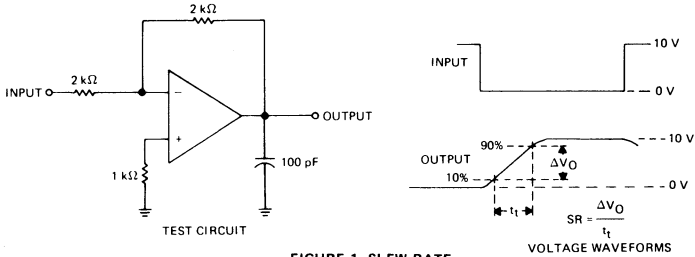 2 kΩ
2 kΩ
INPUT
−
+
OUTPUT
1 kΩ
100 pF
TEST CIRCUIT
INPUT
10 V
0 V
OUTPUT
90%
10%
ΔVO
10 V
0 V
tt
SR = ΔVO
tt
VOLTAGE WAVEFORMS
FIGURE 1. SLEW RATE